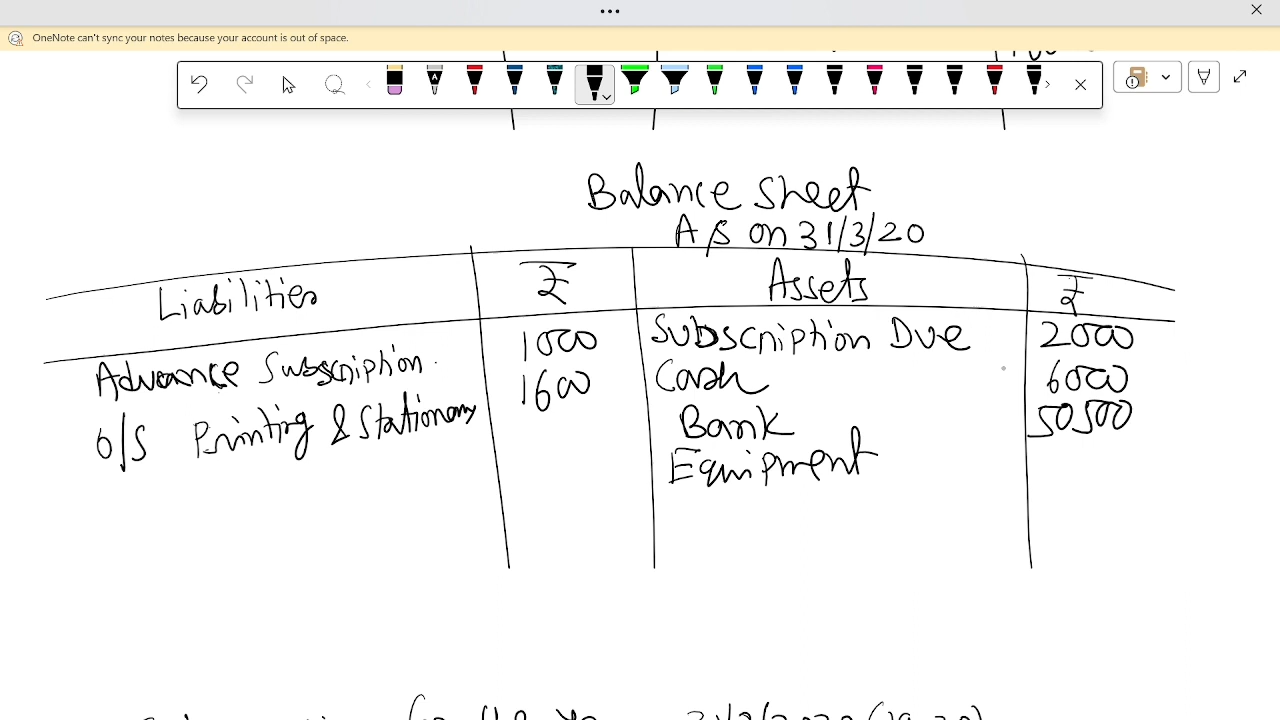 OneNote can't sync your notes because your account is out of space.
Balance Sheet
As on 31/3/20
Liabilities ₹ Assets ₹
Advance Subscription. 1000 Subscription Due 2000
O/S Printing & Stationary 1600 Cash 6000
Bank 50500
Equipment